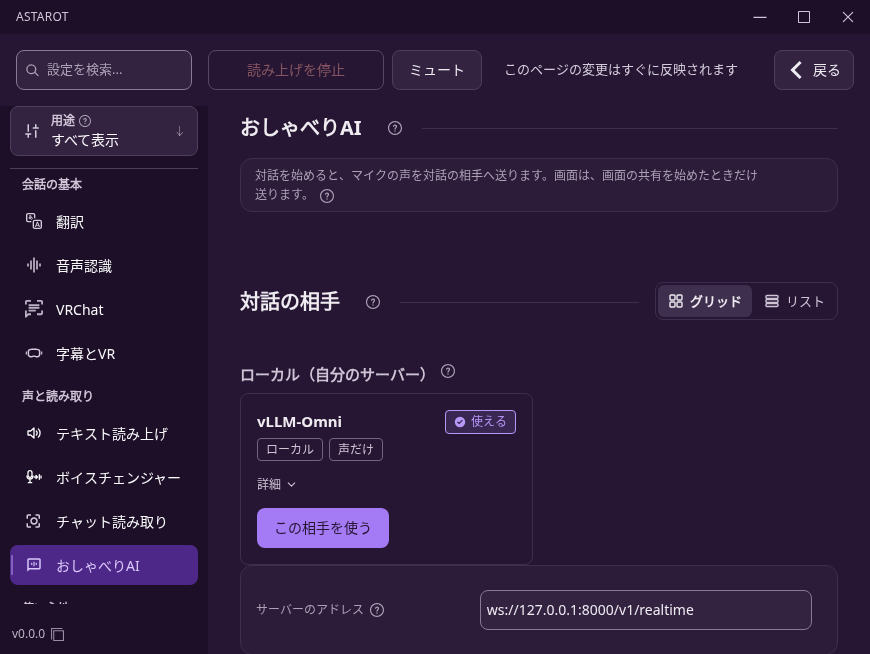 ASTAROT
設定を検索...
読み上げを停止
ミュート
このページの変更はすぐに反映されます
戻る
用途
すべて表示
会話の基本
翻訳
音声認識
VRChat
字幕とVR
声と読み取り
テキスト読み上げ
ボイスチェンジャー
チャット読み取り
おしゃべりAI
v0.0.0
おしゃべりAI
対話を始めると、マイクの声を対話の相手へ送ります。画面は、画面の共有を始めたときだけ
送ります。
対話の相手
グリッド
リスト
ローカル（自分のサーバー）
vLLM-Omni
使える
ローカル
声だけ
詳細
この相手を使う
サーバーのアドレス
ws://127.0.0.1:8000/v1/realtime